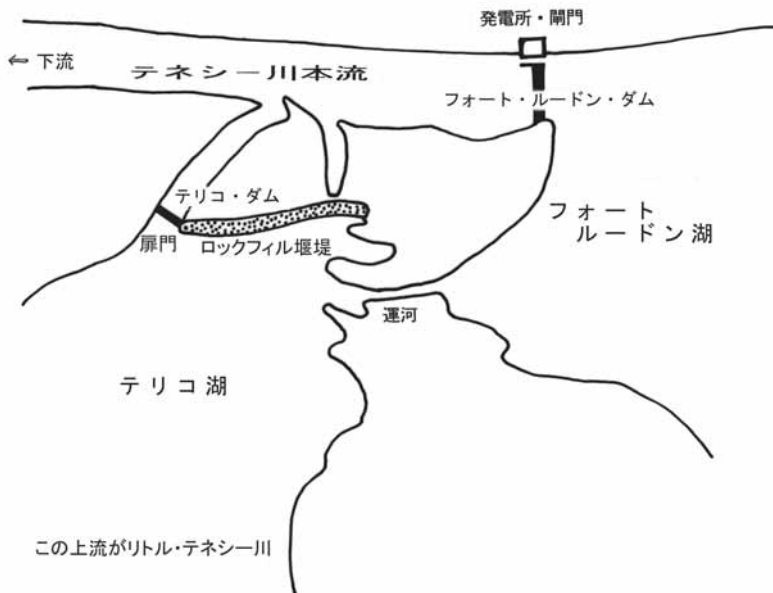 発電所・閘門
⇐ 下流
テネシー川本流
フォート・ルードン・ダム
テリコ・ダム
フォート
ルードン湖
扉門
ロックフィル堰堤
運河
テリコ湖
この上流がリトル・テネシー川